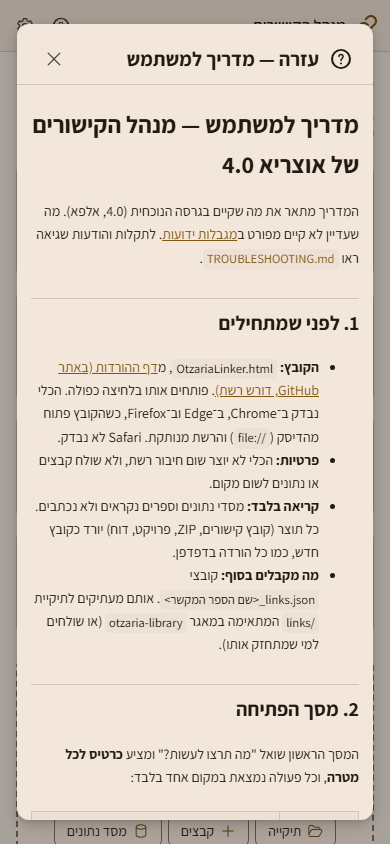 מנהל הקישורים
עזרה — מדריך למשתמש
מדריך למשתמש — מנהל הקישורים
של אוצריא 4.0
המדריך מתאר את מה שקיים בגרסה הנוכחית (4.0, אלפא). מה
שעדיין לא קיים מפורט במגבלות ידועות. לתקלות והודעות שגיאה
ראו TROUBLESHOOTING.md.
1. לפני שמתחילים
הקובץ: OtzariaLinker.html, מדף ההורדות (באתר
GitHub, דורש רשת). פותחים אותו בלחיצה כפולה. הכלי
נבדק ב־Chrome, ב־Edge וב־Firefox, כשהקובץ פתוח
מהדיסק (file://) והרשת מנותקת. Safari לא נבדק.
פרטיות: הכלי לא יוצר שום חיבור רשת, ולא שולח קבצים
או נתונים לשום מקום.
קריאה בלבד: מסדי נתונים וספרים נקראים ולא נכתבים.
כל תוצר (קובץ קישורים, ZIP, פרויקט, דוח) יורד כקובץ
חדש, כמו כל הורדה בדפדפן.
מה מקבלים בסוף: קובצי
<שם הספר המקשר>_links.json. אותם מעתיקים לתיקיית
links/ המתאימה במאגר otzaria-library (או שולחים
למי שמתחזק אותו).
2. מסך הפתיחה
המסך הראשון שואל "מה תרצו לעשות?" ומציע כרטיס לכל
מטרה, וכל פעולה נמצאת במקום אחד בלבד:
תיקייה
קבצים
מסד נתונים